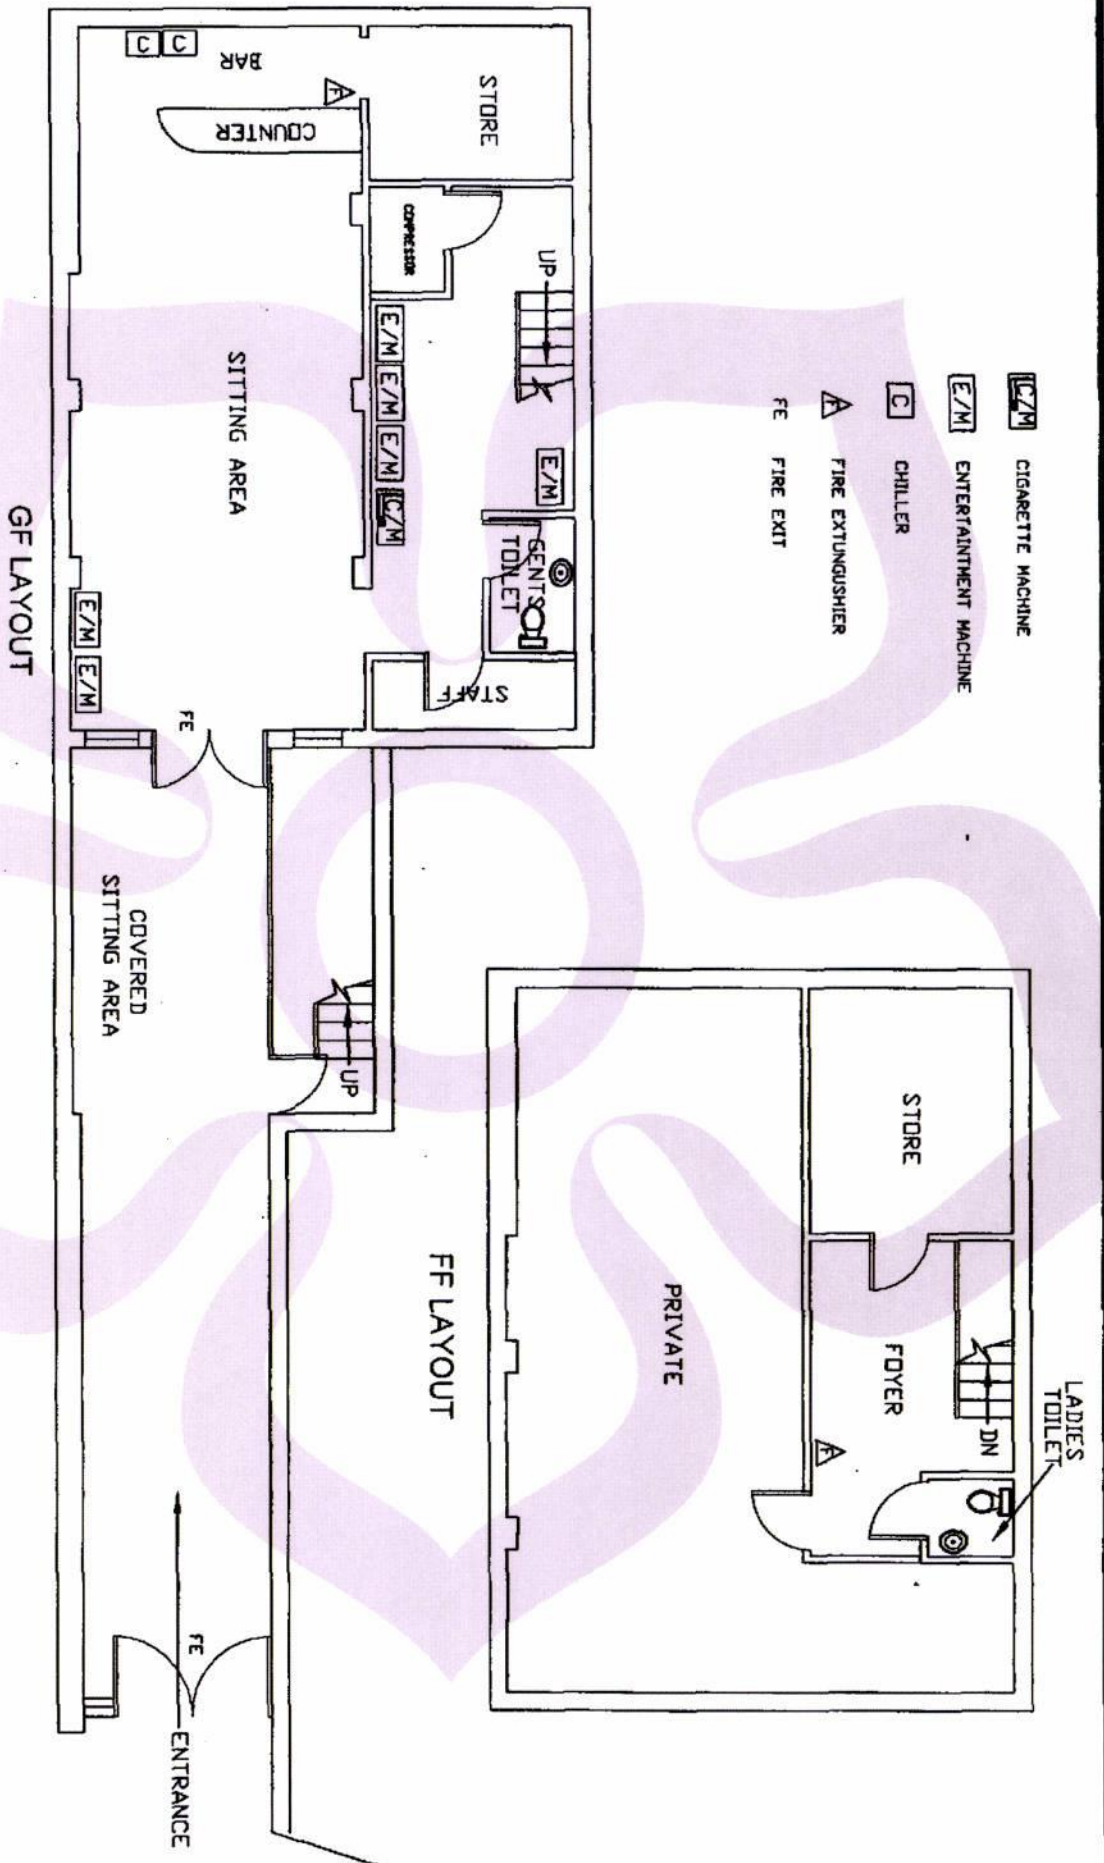 C/M CIGARETTE MACHINE
E/M ENTERTAINMENT MACHINE
C CHILLER
F FIRE EXTUNGUSHIER
FE FIRE EXIT
C
C
BAR
F
COUNTER
STORE
COMPRESSOR
UP
E/M
E/M
E/M
C/M
E/M
GENTS
TOILET
STAFF
SITTING AREA
E/M
E/M
FE
COVERED
SITTING AREA
UP
FE
ENTRANCE
GF LAYOUT
STORE
FOYER
DN
LADIES
TOILET
F
PRIVATE
FF LAYOUT